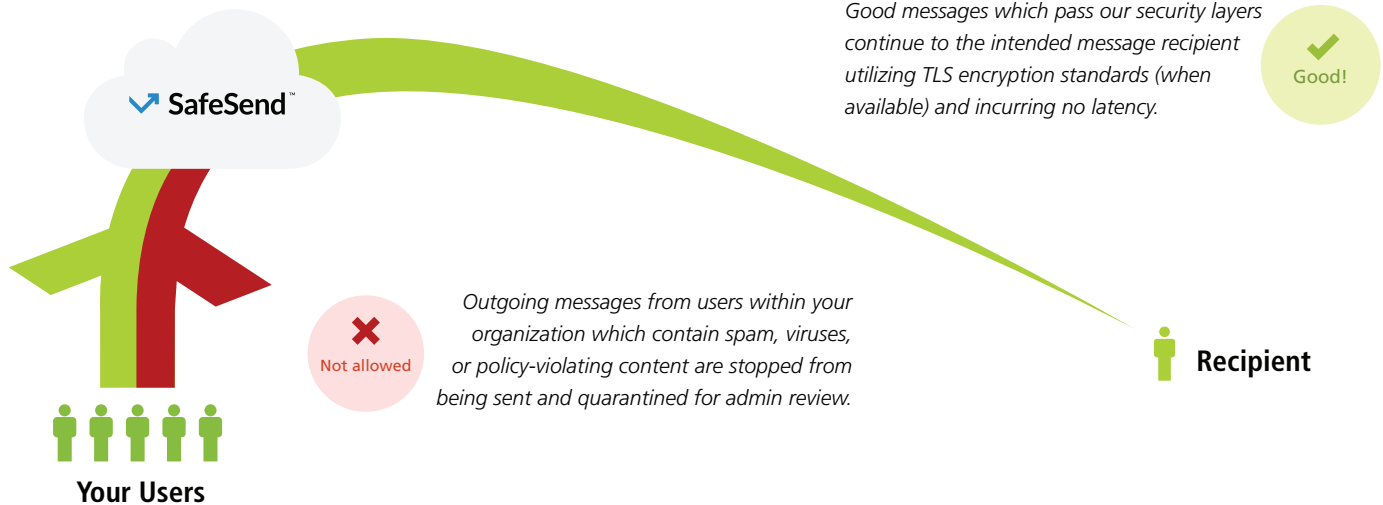 Good messages which pass our security layers
continue to the intended message recipient
utilizing TLS encryption standards (when
available) and incurring no latency.
Good!
SafeSend™
Not allowed
Outgoing messages from users within your
organization which contain spam, viruses,
or policy-violating content are stopped from
being sent and quarantined for admin review.
Recipient
Your Users